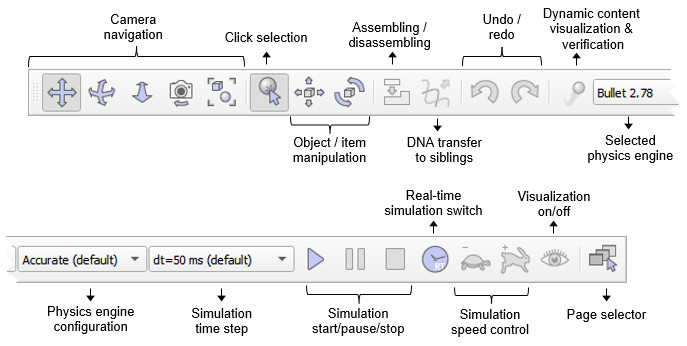 Camera
navigation
Click selection
Assembling /
disassembling
Undo /
redo
Dynamic content
visualization &
verification
Bullet 2.78
Object / item
manipulation
DNA transfer
to siblings
Selected
physics engine
Real-time
simulation switch
Visualization
on/off
Accurate (default)
dt=50 ms (default)
Physics engine
configuration
Simulation
time step
Simulation
start/pause/stop
Simulation
speed control
Page selector